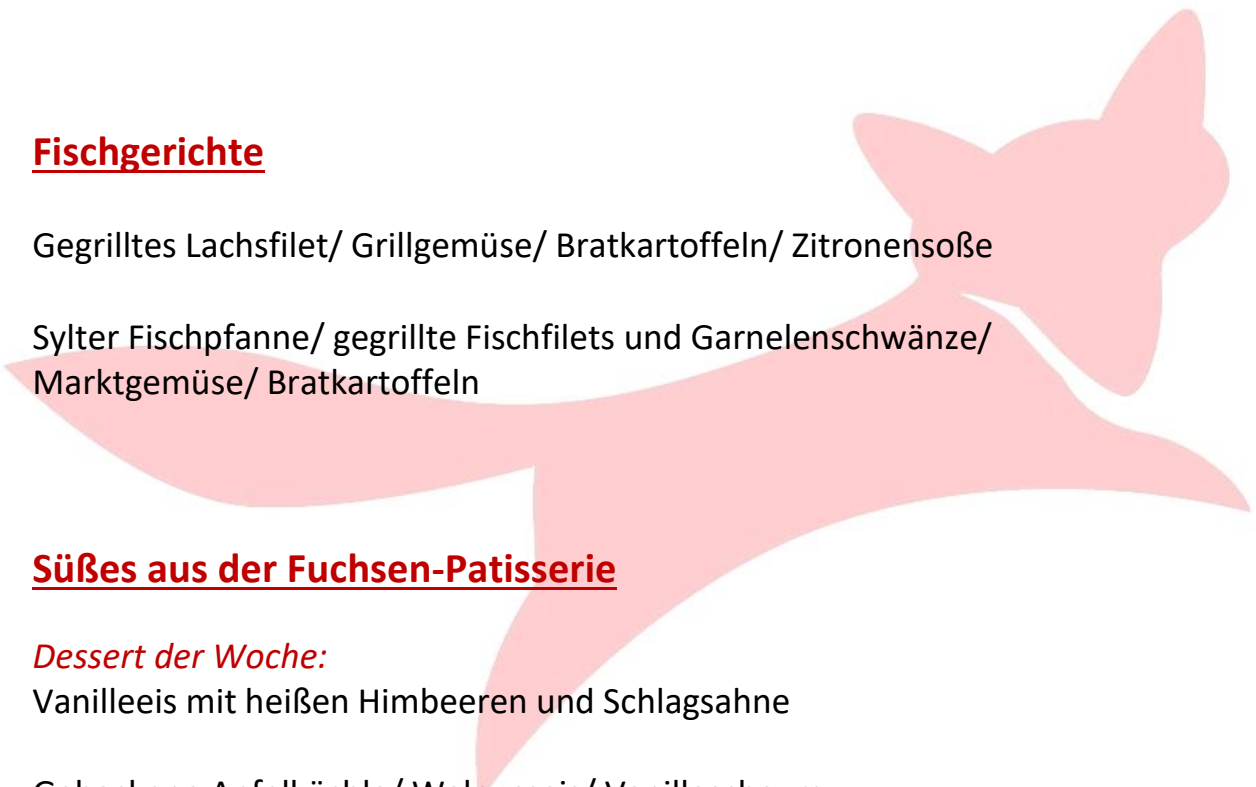 Fischgerichte
Gegrilltes Lachsfilet/ Grillgemüse/ Bratkartoffeln/ Zitronensoße
Sylter Fischpfanne/ gegrillte Fischfilets und Garnelenschwänze/
Marktgemüse/ Bratkartoffeln
Süßes aus der Fuchsen-Patisserie
Dessert der Woche:
Vanilleeis mit heißen Himbeeren und Schlagsahne